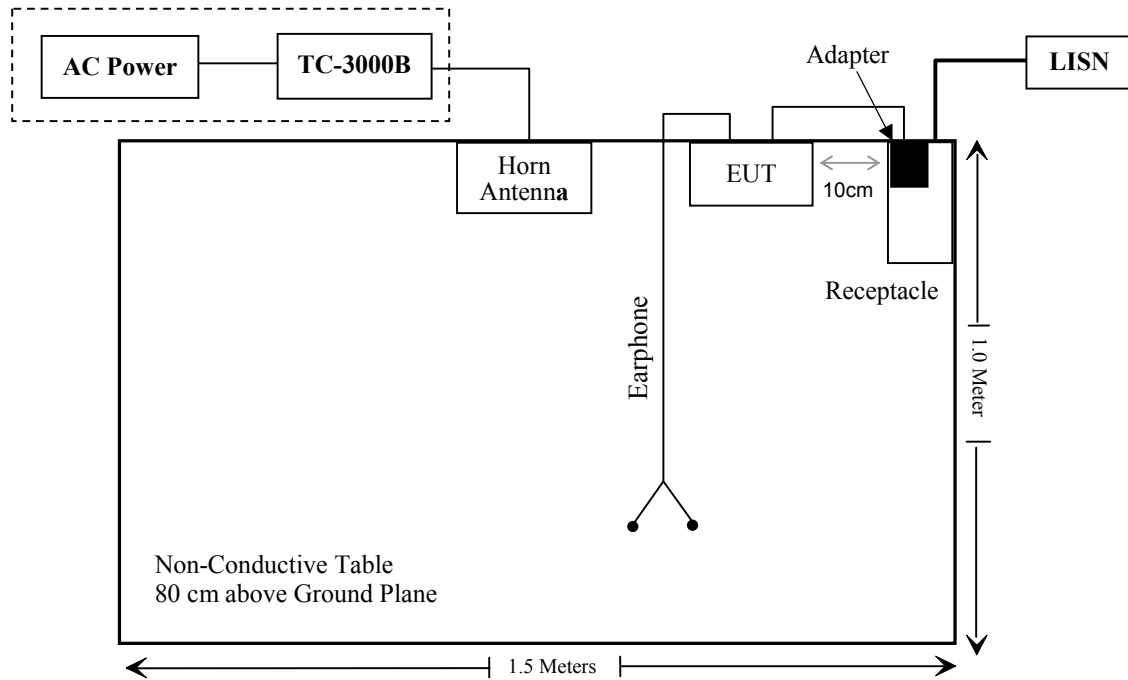 AC Power
TC-3000B
Adapter
LISN
Horn
Antenna
EUT
10cm
Receptacle
Earphone
1.0 Meter
Non-Conductive Table
80 cm above Ground Plane
1.5 Meters